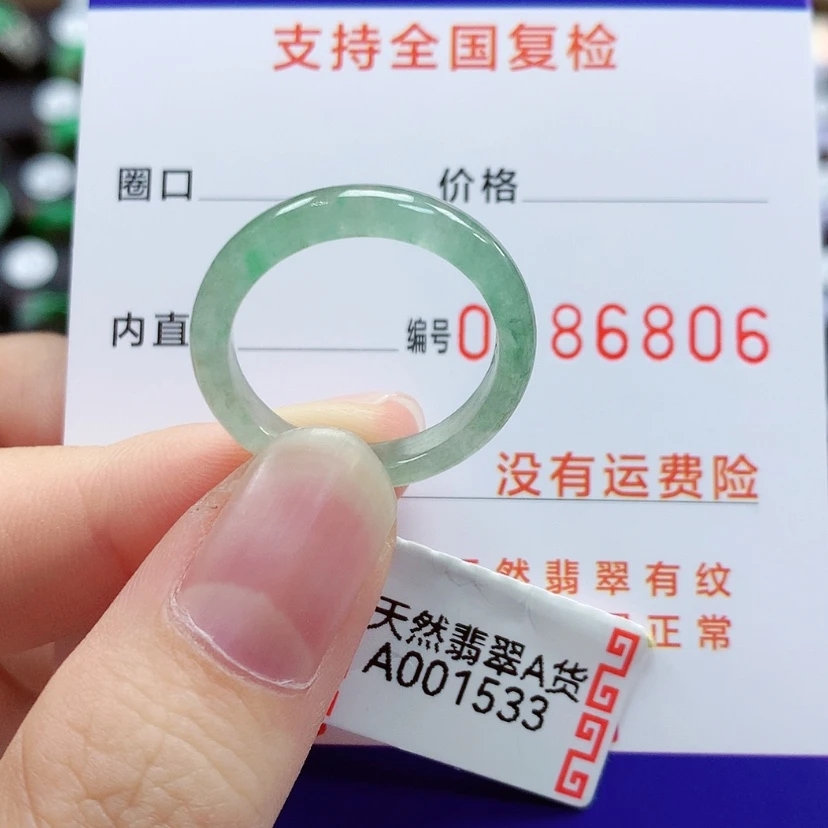 支持全国复检
圈口 价格
内直 编号0 86806
没有运费险
然翡翠有纹
正常
天然翡翠A货
A001533